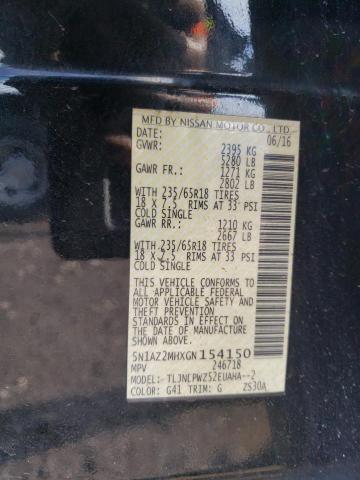 MFD BY NISSAN MOTOR CO., LTD.
DATE: 06/16
GVWR: 2395 KG
5280 LB
GAWR FR.: 1271 KG
2802 LB
WITH 235/65R18 TIRES
18 X 7.5 RIMS AT 33 PSI
COLD SINGLE
GAWR RR.: 1210 KG
2667 LB
WITH 235/65R18 TIRES
18 X 7.5 RIMS AT 33 PSI
COLD SINGLE
THIS VEHICLE CONFORMS TO
ALL APPLICABLE FEDERAL
MOTOR VEHICLE SAFETY AND
THEFT PREVENTION
STANDARDS IN EFFECT ON
THE DATE OF MANUFACTURE
SHOWN ABOVE.
5N1AZ2MHXGN154150
MPV 246718
MODEL: TLJNLPWZ52EUAHA--2
COLOR: G41 TRIM: G ZS30A